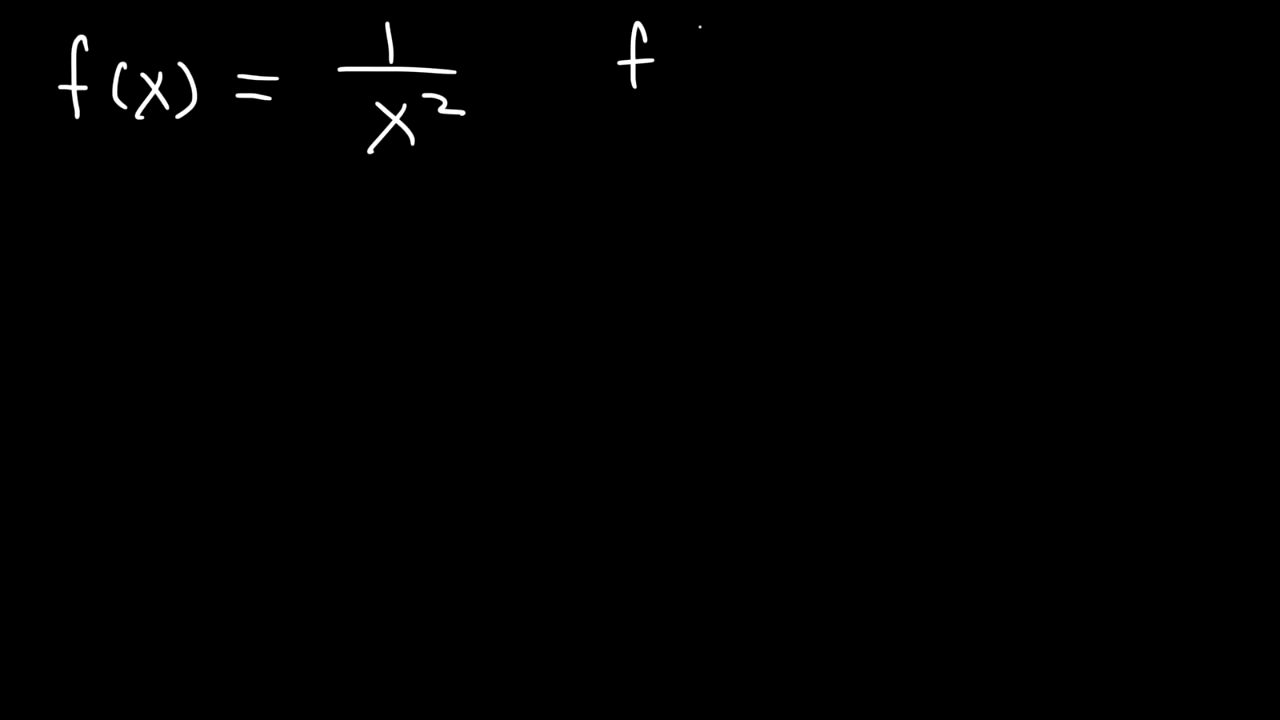 f(x) = 1/x² f